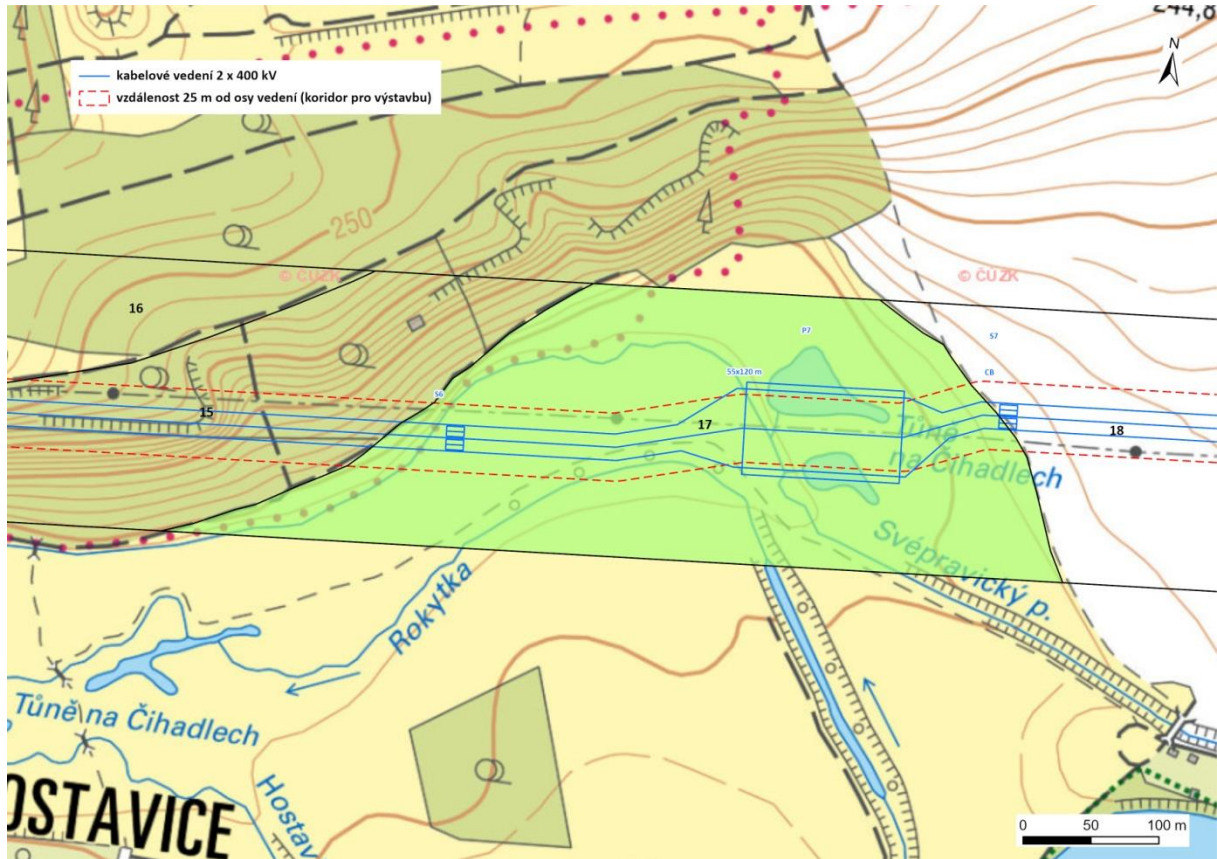 244,8
N
kabelové vedení 2 x 400 kV
vzdálenost 25 m od osy vedení (koridor pro výstavbu)
250
© ČÚZK
© ČÚZK
16
P7
S7
55x120 m
CB
S6
15
17
18
Tůně
na Čihadlech
Svépravický p.
Rokytka
Tůně na Čihadlech
OSTAVICE
Hostav
0 50 100 m